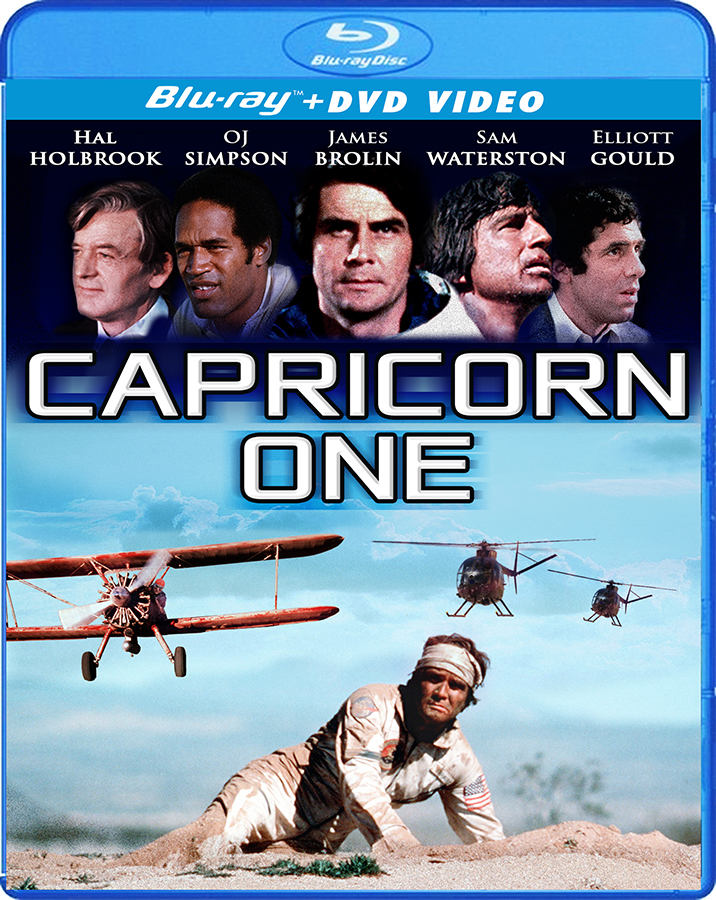 Blu-ray Disc
Blu-ray™ + DVD VIDEO
HAL HOLBROOK
OJ SIMPSON
JAMES BROLIN
SAM WATERSTON
ELLIOTT GOULD
CAPRICORN
ONE